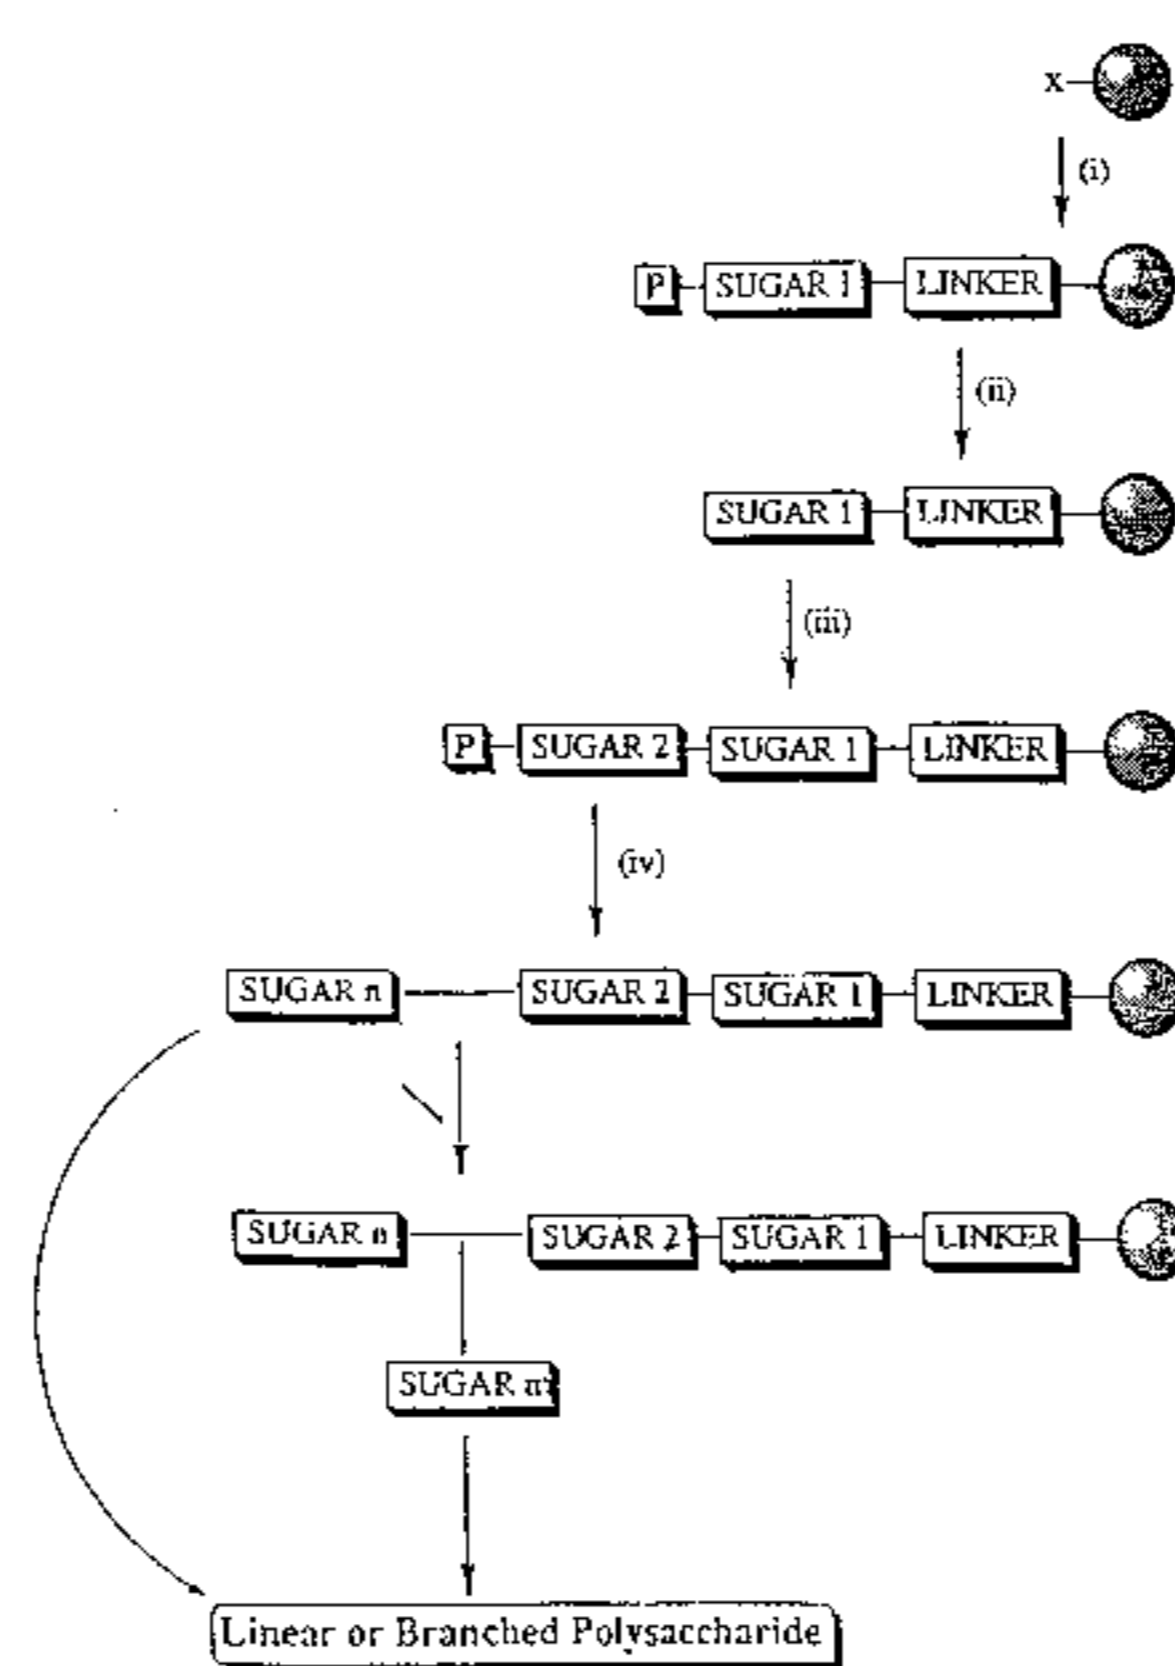 X
(i)
P SUGAR 1 LINKER
(ii)
SUGAR 1 LINKER
(iii)
P SUGAR 2 SUGAR 1 LINKER
(iv)
SUGAR n SUGAR 2 SUGAR 1 LINKER
SUGAR n SUGAR 2 SUGAR 1 LINKER
SUGAR
Linear or Branched Polysaccharide